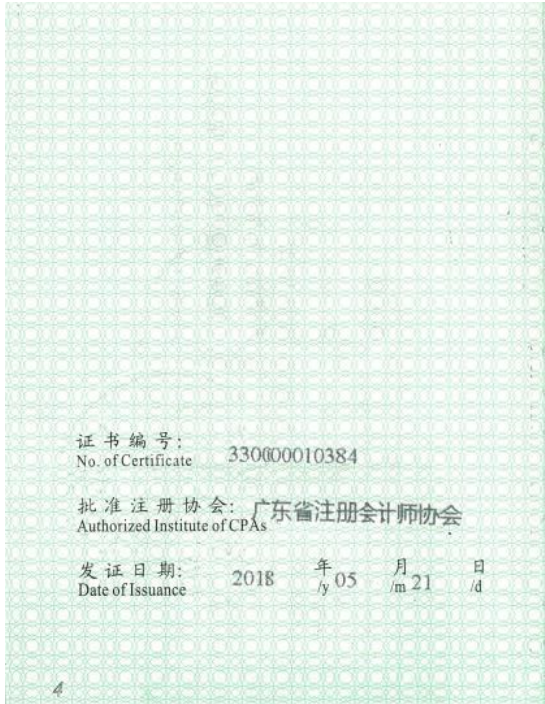 证书编号: 330000010384
No. of Certificate
批准注册协会: 广东省注册会计师协会
Authorized Institute of CPAs
发证日期: 2018 年 05 月 21 日
Date of Issuance /y /m /d
4